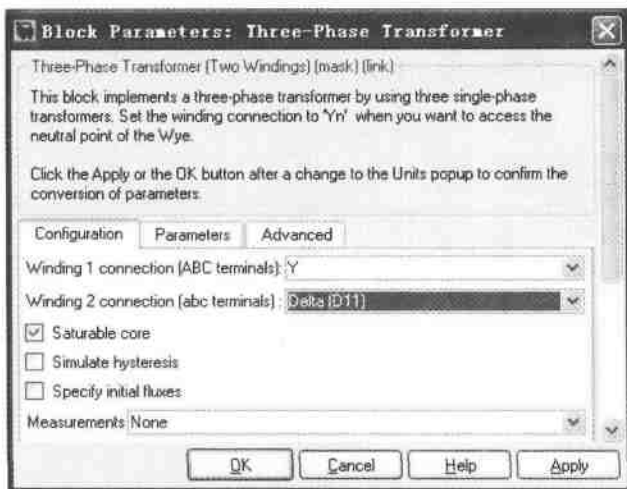 Block Parameters: Three-Phase Transformer
Three-Phase Transformer (Two Windings) (mask) (link)
This block implements a three-phase transformer by using three single-phase
transformers. Set the winding connection to 'Yn' when you want to access the
neutral point of the Wye.
Click the Apply or the OK button after a change to the Units popup to confirm the
conversion of parameters.
Configuration Parameters Advanced
Winding 1 connection (ABC terminals): Y
Winding 2 connection (abc terminals) : Delta (D11)
Saturable core
Simulate hysteresis
Specify initial fluxes
Measurements None
OK Cancel Help Apply